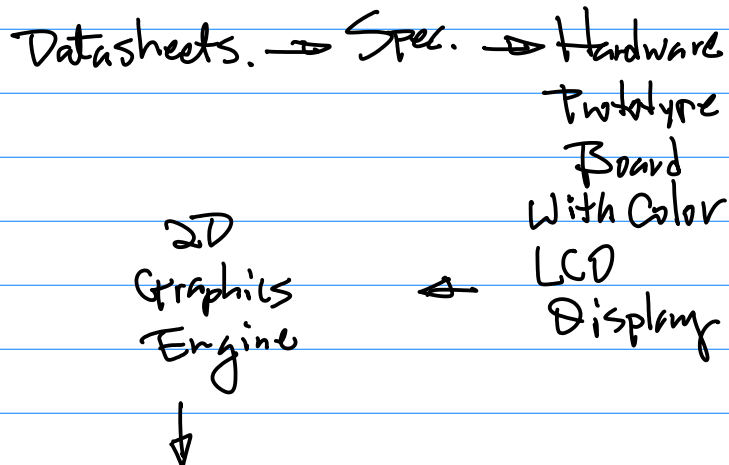 Datasheets. → Spec. → Hardware
Prototype
Board
With Color
LCD
Display
←
2D
Graphics
Engine
↓